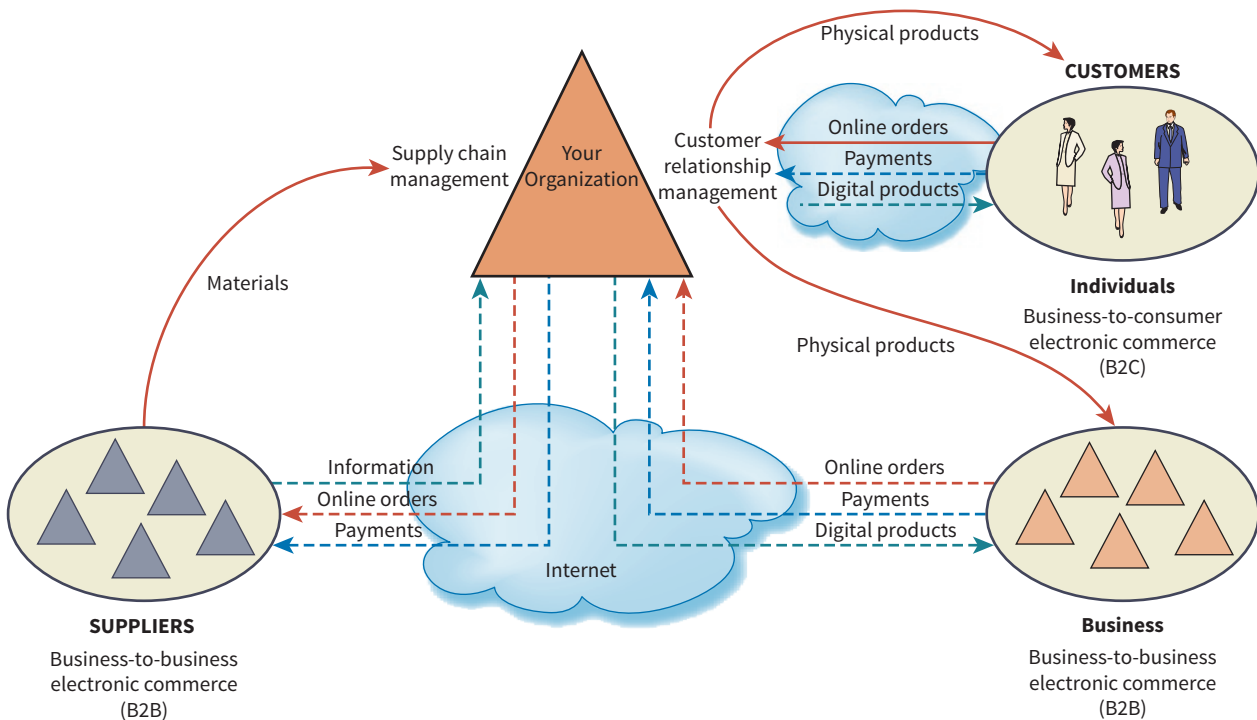 Physical products
CUSTOMERS
Online orders
Payments
Digital products
Customer
relationship
management
Supply chain
management
Your
Organization
Materials
Individuals
Business-to-consumer
electronic commerce
(B2C)
Physical products
Information
Online orders
Payments
Internet
Online orders
Payments
Digital products
SUPPLIERS
Business-to-business
electronic commerce
(B2B)
Business
Business-to-business
electronic commerce
(B2B)